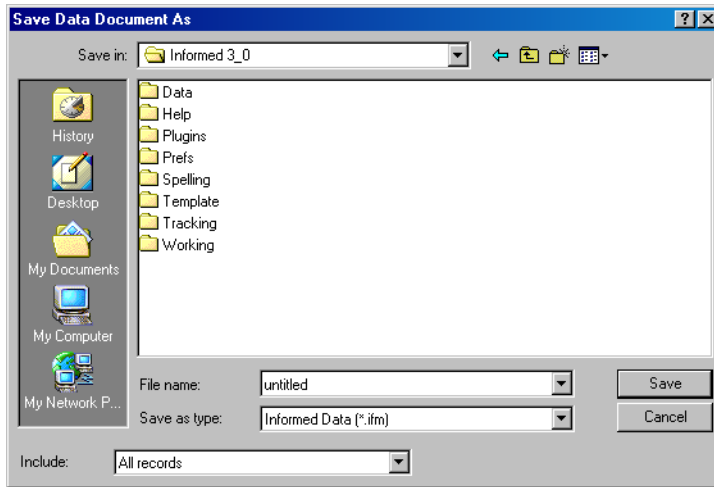 Save Data Document As
Save in: Informed 3_0
History
Desktop
My Documents
My Computer
My Network P...
Data
Help
Plugins
Prefs
Spelling
Template
Tracking
Working
File name: untitled Save
Save as type: Informed Data (*.ifm) Cancel
Include: All records